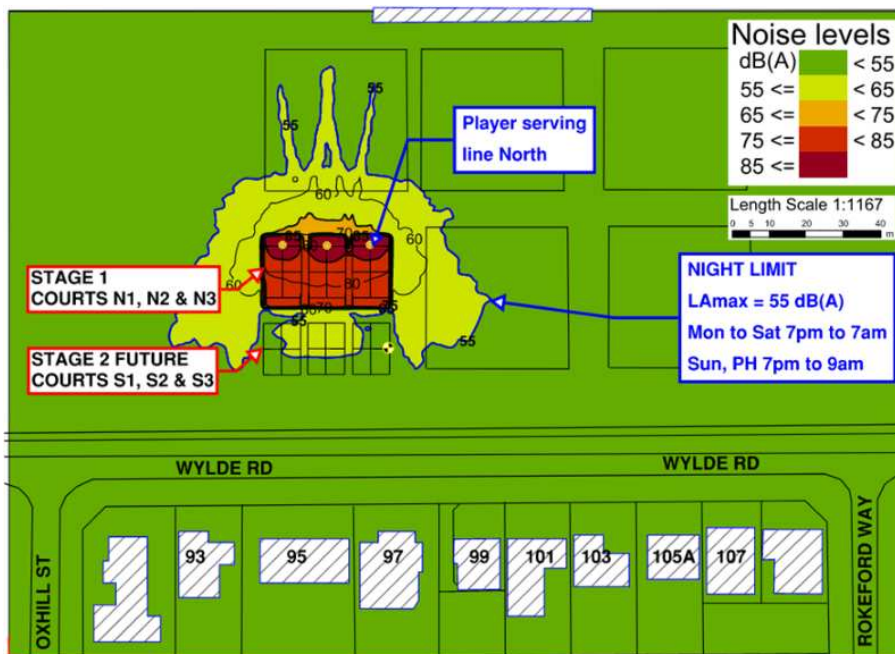 Noise levels
dB(A)
< 55
55 <=
< 65
65 <=
< 75
75 <=
< 85
85 <=
Length Scale 1:1167
0 5 10 20 30 40
m
Player serving
line North
NIGHT LIMIT
LAmax = 55 dB(A)
Mon to Sat 7pm to 7am
Sun, PH 7pm to 9am
STAGE 1
COURTS N1, N2 & N3
STAGE 2 FUTURE
COURTS S1, S2 & S3
55
55
60
70
60
60
80
70
55
55
WYLDE RD
WYLDE RD
OXHILL ST
ROKEFORD WAY
93
95
97
99
101
103
105A
107